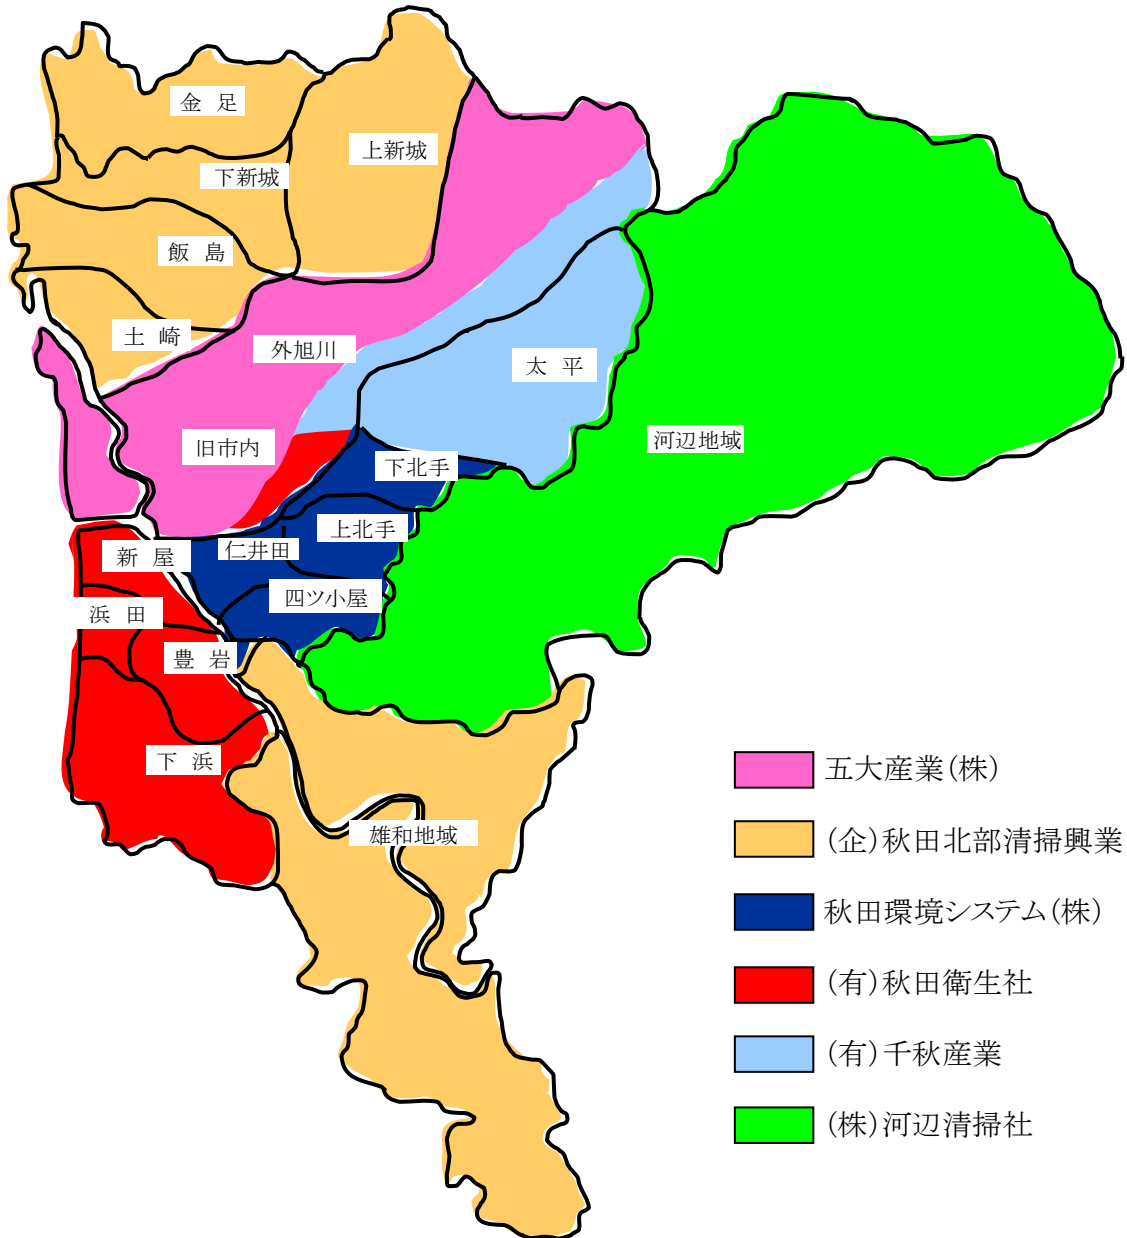 金 足
上新城
下新城
飯 島
土 崎
外旭川
太 平
旧市内
河辺地域
下北手
上北手
仁井田
新 屋
四ツ小屋
浜 田
豊 岩
下 浜
雄和地域
五大産業(株)
(企)秋田北部清掃興業
秋田環境システム(株)
(有)秋田衛生社
(有)千秋産業
(株)河辺清掃社